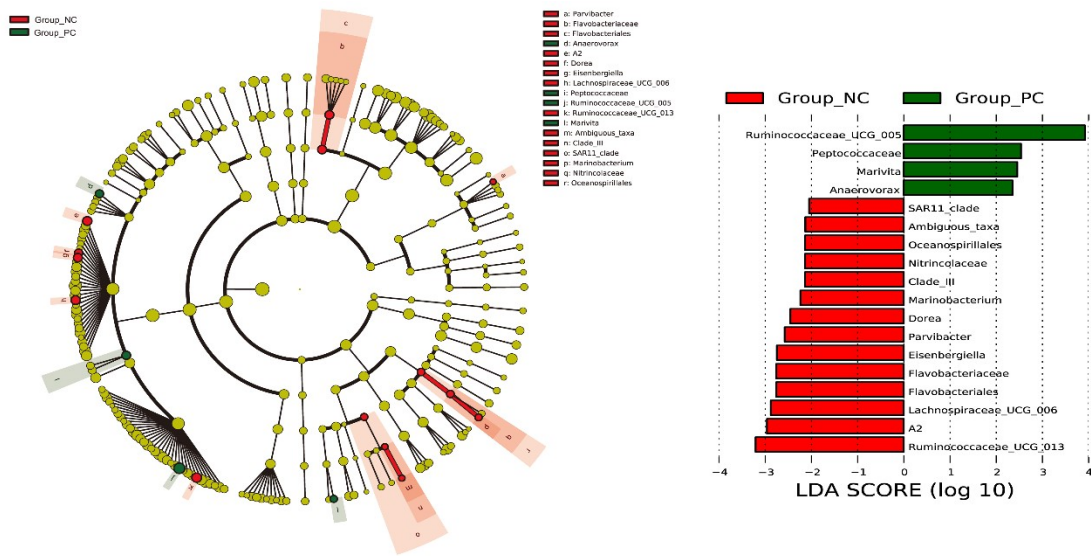 Group_NC
Group_PC
a: Parvibacter
b: Flavobacteriaceae
c: Flavobacteriales
d: Anaerovorax
e: A2
f: Dorea
g: Eisenbergiella
h: Lachnospiraceae_UCG_006
i: Peptococcaceae
j: Ruminococcaceae_UCG_005
k: Ruminococcaceae_UCG_013
l: Marivita
m: Ambiguous_taxa
n: Clade_III
o: SAR11_clade
p: Marinobacterium
q: Nitrincolaceae
r: Oceanospirillales
c
b
a
d
e
h
k
p
r
m
n
o
Group_NC
Group_PC
Ruminococcaceae_UCG_005
Peptococcaceae
Marivita
Anaerovorax
SAR11_clade
Ambiguous_taxa
Oceanospirillales
Nitrincolaceae
Clade_III
Marinobacterium
Dorea
Parvibacter
Eisenbergiella
Flavobacteriaceae
Flavobacteriales
Lachnospiraceae_UCG_006
A2
Ruminococcaceae_UCG_013
−4 −3 −2 −1 0 1 2 3 4
LDA SCORE (log 10)